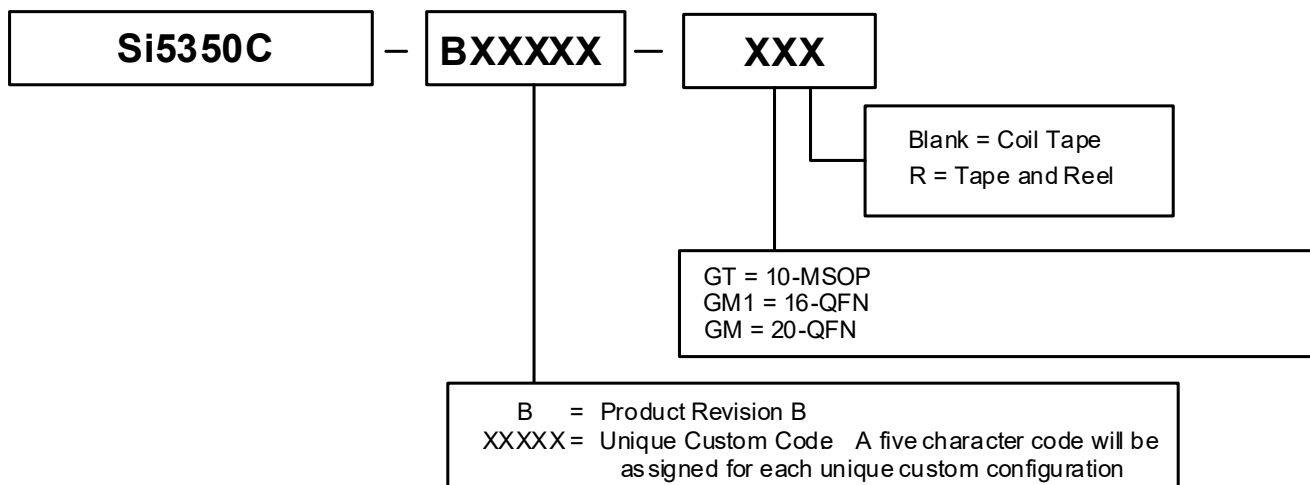 Si5350C – BXXXXX – XXX
Blank = Coil Tape
R = Tape and Reel
GT = 10-MSOP
GM1 = 16-QFN
GM = 20-QFN
B = Product Revision B
XXXXX = Unique Custom Code A five character code will be
assigned for each unique custom configuration